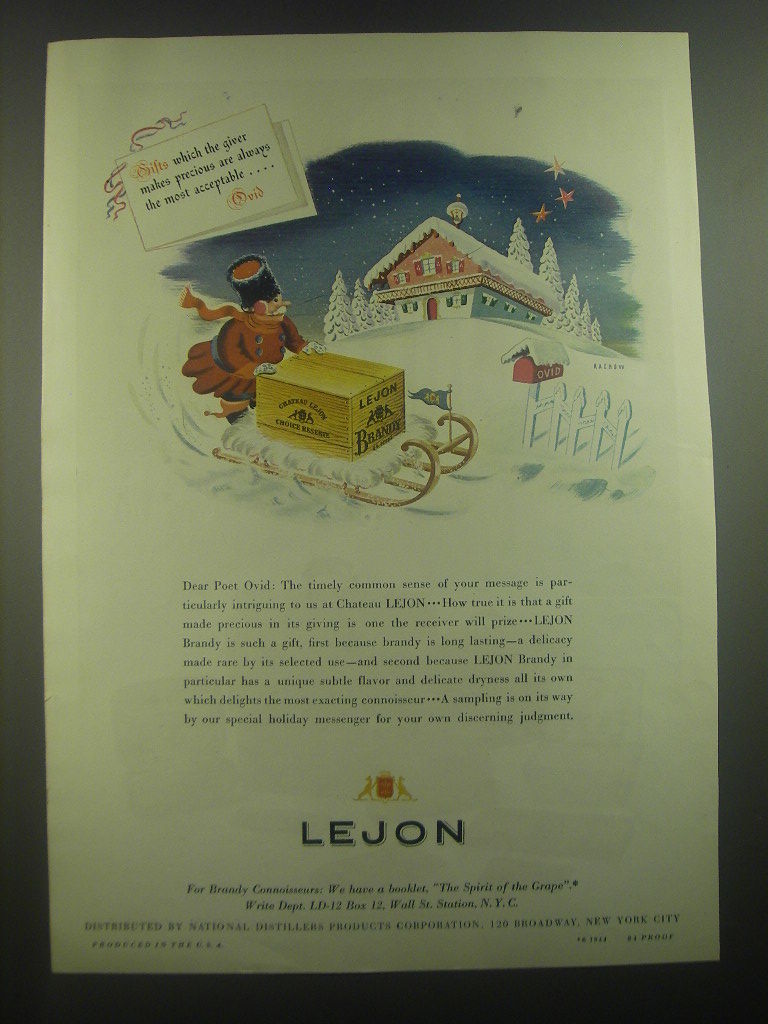 Gifts which the giver
makes precious are always
the most acceptable ....
Ovid
RACHOW
OVID
CHATEAU LEJON
CHOICE RESERVE
LEJON
BRANDY
Dear Poet Ovid: The timely common sense of your message is par-
ticularly intriguing to us at Chateau LEJON•••How true it is that a gift
made precious in its giving is one the receiver will prize•••LEJON
Brandy is such a gift, first because brandy is long lasting—a delicacy
made rare by its selected use—and second because LEJON Brandy in
particular has a unique subtle flavor and delicate dryness all its own
which delights the most exacting connoisseur•••A sampling is on its way
by our special holiday messenger for your own discerning judgment.
LEJON
For Brandy Connoisseurs: We have a booklet, "The Spirit of the Grape".*
Write Dept. LD-12 Box 12, Wall St. Station, N.Y.C.
DISTRIBUTED BY NATIONAL DISTILLERS PRODUCTS CORPORATION, 120 BROADWAY, NEW YORK CITY
PRODUCED IN THE U.S.A. 84 PROOF